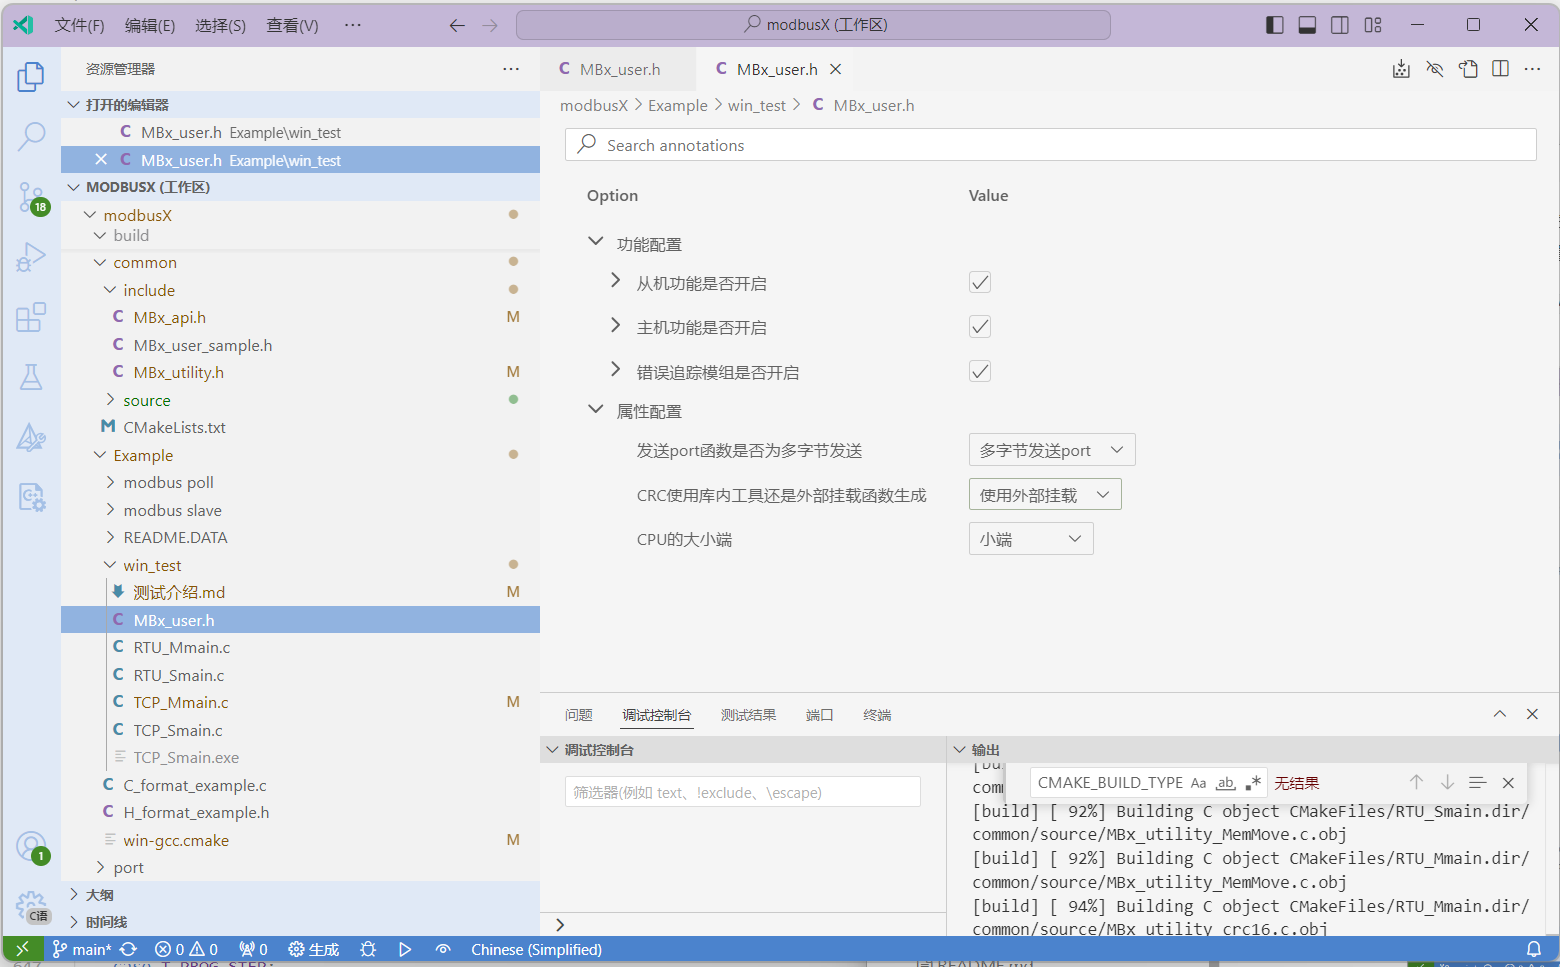 文件(F) 编辑(E) 选择(S) 查看(V) ··· modbusX (工作区)
资源管理器
打开的编辑器
C MBx_user.h Example\win_test
C MBx_user.h Example\win_test
MODBUSX (工作区)
modbusX
build
common
include
C MBx_api.h M
C MBx_user_sample.h
C MBx_utility.h M
source
M CMakeLists.txt
Example
modbus poll
modbus slave
README.DATA
win_test
测试介绍.md M
C MBx_user.h
C RTU_Mmain.c
C RTU_Smain.c
C TCP_Mmain.c M
C TCP_Smain.c
TCP_Smain.exe
C C_format_example.c
C H_format_example.h
win-gcc.cmake M
port
大纲
时间线
18
1
C语
C MBx_user.h C MBx_user.h
modbusX > Example > win_test > C MBx_user.h
Search annotations
Option Value
功能配置
从机功能是否开启
主机功能是否开启
错误追踪模组是否开启
属性配置
发送port函数是否为多字节发送 多字节发送port
CRC使用库内工具还是外部挂载函数生成 使用外部挂载
CPU的大小端 小端
问题 调试控制台 测试结果 端口 终端
调试控制台
筛选器(例如 text、!exclude、\escape)
输出
CMAKE_BUILD_TYPE Aa ab .* 无结果
[build] [ 92%] Building C object CMakeFiles/RTU_Smain.dir/
common/source/MBx_utility_MemMove.c.obj
[build] [ 92%] Building C object CMakeFiles/RTU_Mmain.dir/
common/source/MBx_utility_MemMove.c.obj
[build] [ 94%] Building C object CMakeFiles/RTU_Mmain.dir/
common/source/MBx_utility_crc16.c.obj
main* 0 0 0 生成 Chinese (Simplified)